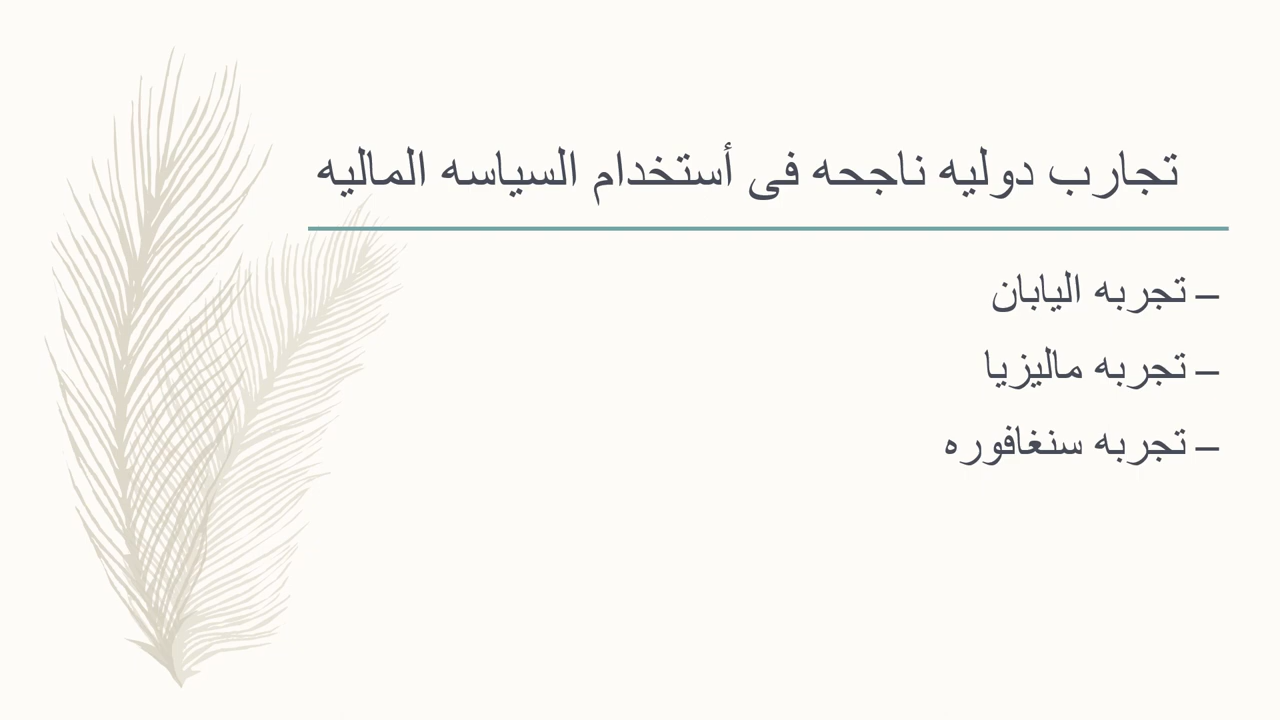 تجارب دوليه ناجحه فى أستخدام السياسه الماليه
– تجربه اليابان
– تجربه ماليزيا
– تجربه سنغافوره